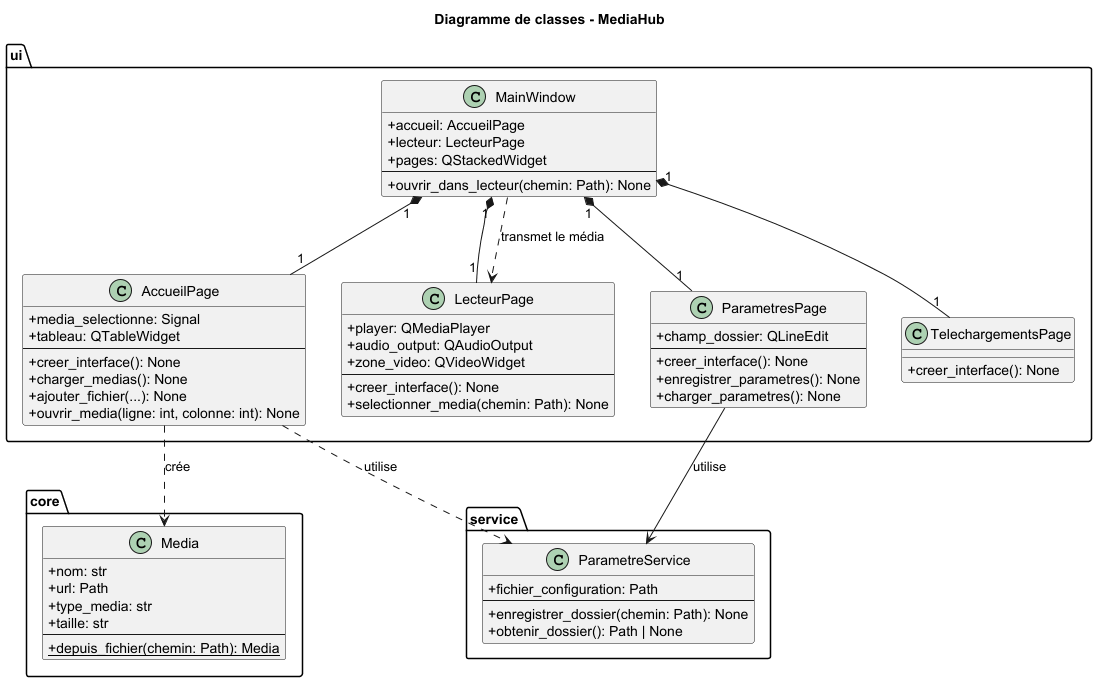 Diagramme de classes - MediaHub
ui
C MainWindow
+accueil: AccueilPage
+lecteur: LecteurPage
+pages: QStackedWidget
+ouvrir_dans_lecteur(chemin: Path): None
1
1
1
1
transmet le média
1
1
1
1
C AccueilPage
+media_selectionne: Signal
+tableau: QTableWidget
+creer_interface(): None
+charger_medias(): None
+ajouter_fichier(...): None
+ouvrir_media(ligne: int, colonne: int): None
C LecteurPage
+player: QMediaPlayer
+audio_output: QAudioOutput
+zone_video: QVideoWidget
+creer_interface(): None
+selectionner_media(chemin: Path): None
C ParametresPage
+champ_dossier: QLineEdit
+creer_interface(): None
+enregistrer_parametres(): None
+charger_parametres(): None
C TelechargementsPage
+creer_interface(): None
crée
utilise
utilise
core
C Media
+nom: str
+url: Path
+type_media: str
+taille: str
+depuis_fichier(chemin: Path): Media
service
C ParametreService
+fichier_configuration: Path
+enregistrer_dossier(chemin: Path): None
+obtenir_dossier(): Path | None